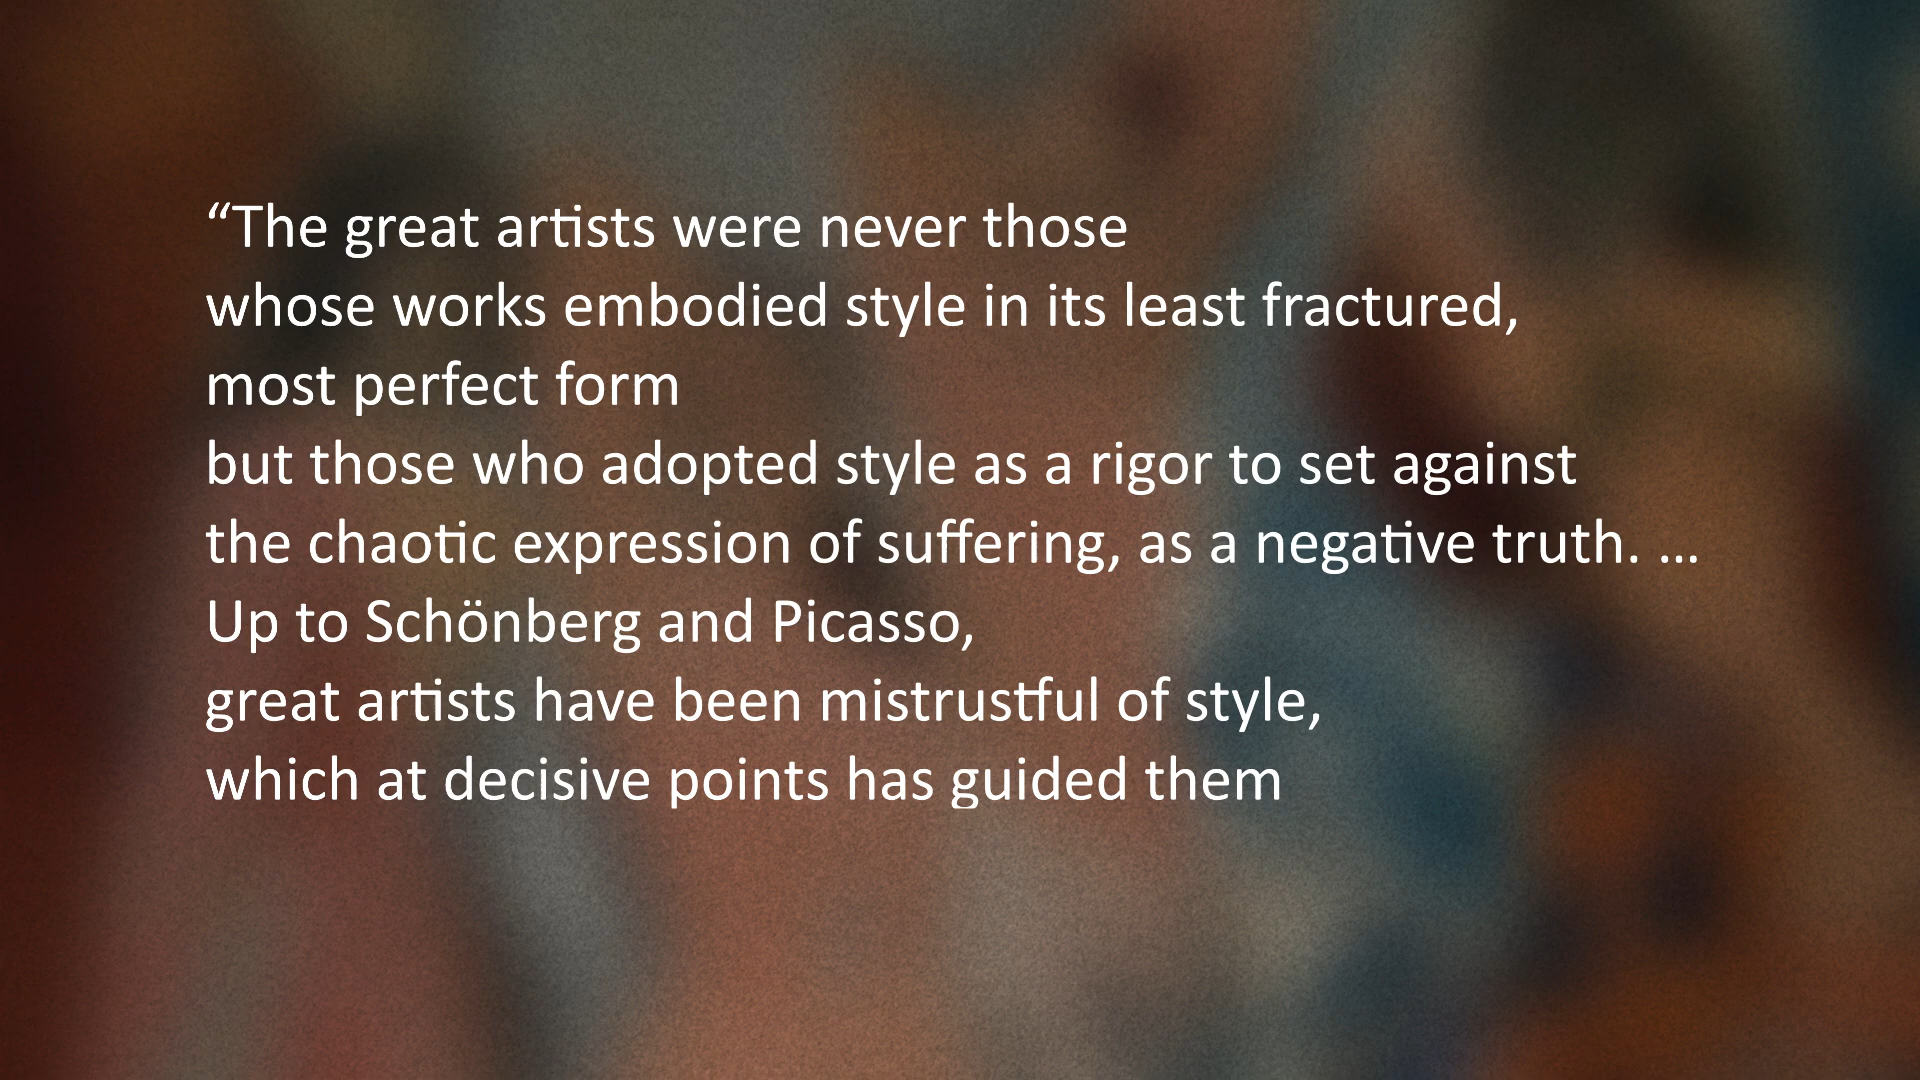 “The great artists were never those
whose works embodied style in its least fractured,
most perfect form
but those who adopted style as a rigor to set against
the chaotic expression of suffering, as a negative truth. ...
Up to Schönberg and Picasso,
great artists have been mistrustful of style,
which at decisive points has guided them